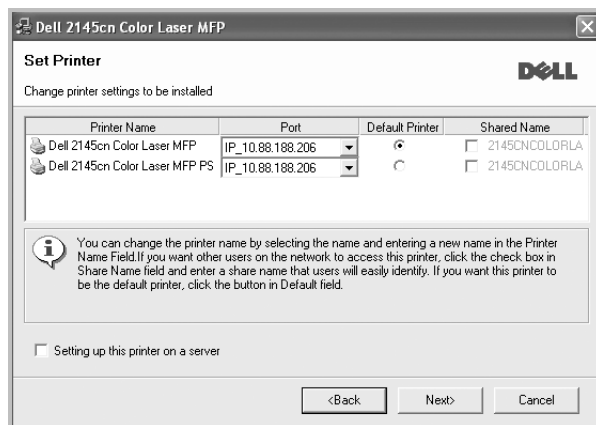 Dell 2145cn Color Laser MFP
Set Printer
DELL
Change printer settings to be installed
Printer Name Port Default Printer Shared Name
Dell 2145cn Color Laser MFP IP_10.88.188.206 2145CNCOLORLA
Dell 2145cn Color Laser MFP PS IP_10.88.188.206 2145CNCOLORLA
You can change the printer name by selecting the name and entering a new name in the Printer
Name Field.If you want other users on the network to access this printer, click the check box in
Share Name field and enter a share name that users will easily identify. If you want this printer to
be the default printer, click the button in Default field.
Setting up this printer on a server
<Back Next> Cancel